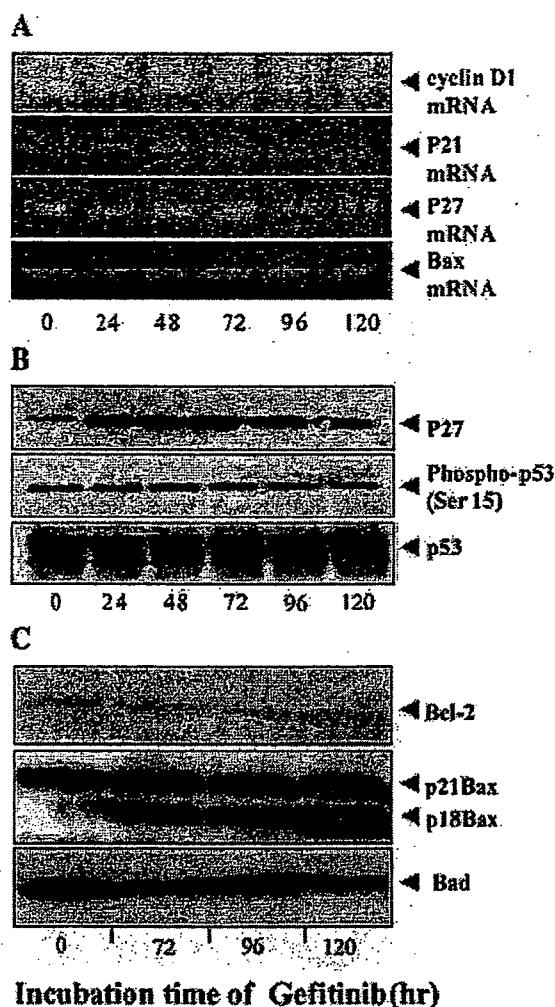 A
cyclin D1
mRNA
P21
mRNA
P27
mRNA
Bax
mRNA
0 24 48 72 96 120
B
P27
Phospho-p53
(Ser 15)
p53
0 24 48 72 96 120
C
Bcl-2
p21Bax
p18Bax
Bad
0 72 96 120
Incubation time of Gefitinib(hr)